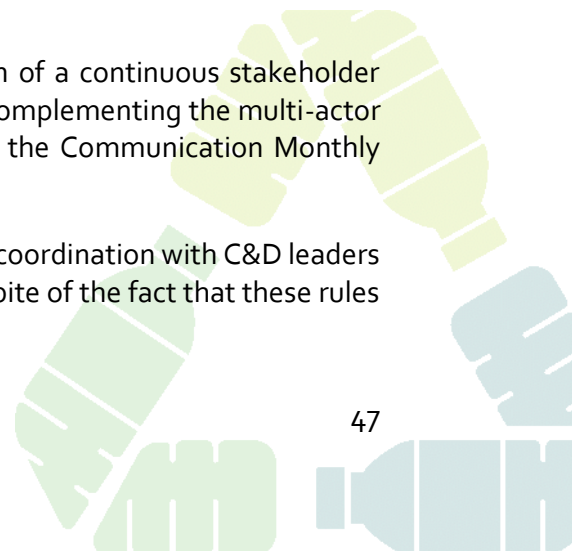 of a continuous stakeholder
omplementing the multi-actor
the Communication Monthly
coordination with C&D leaders
of the fact that these rules
47